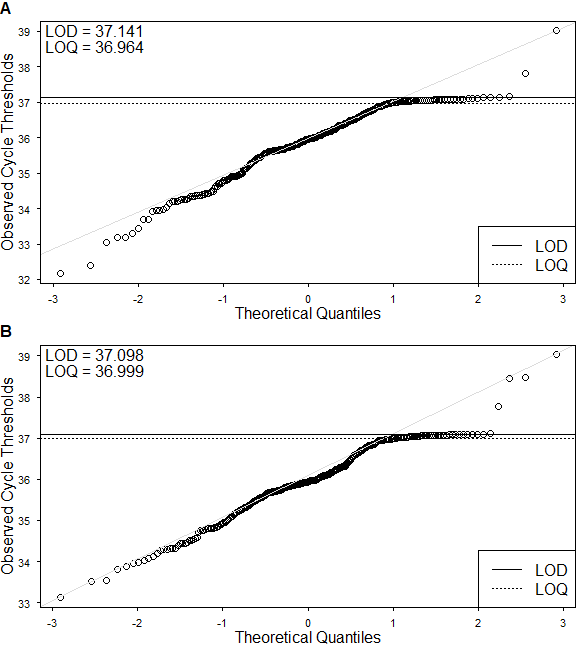 A
LOD = 37.141
LOQ = 36.964
39
38
37
36
35
34
33
32
Observed Cycle Thresholds
LOD
LOQ
-3 -2 -1 0 1 2 3
Theoretical Quantiles
B
LOD = 37.098
LOQ = 36.999
39
38
37
36
35
34
33
Observed Cycle Thresholds
LOD
LOQ
-3 -2 -1 0 1 2 3
Theoretical Quantiles